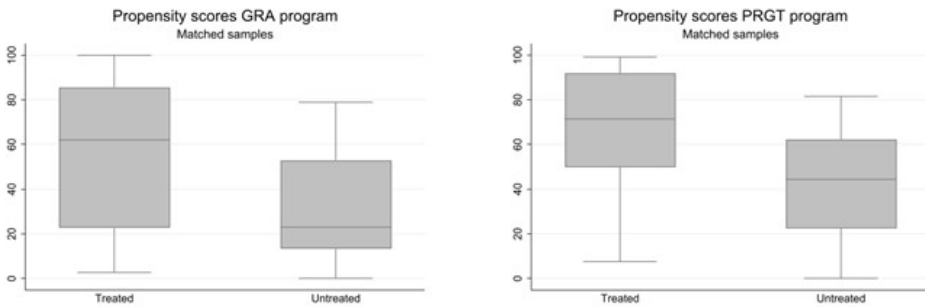 Propensity scores GRA program
Matched samples
100
80
60
40
20
0
Treated
Untreated
Propensity scores PRGT program
Matched samples
100
80
60
40
20
0
Treated
Untreated